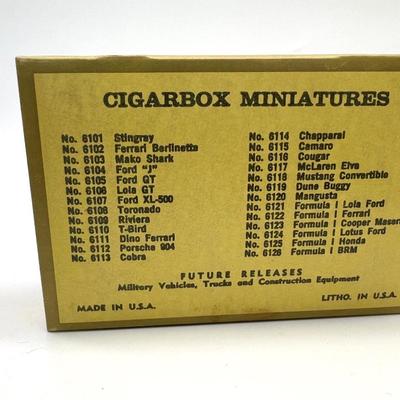 CIGARBOX MINIATURES
No. 6101 Stingray
No. 6102 Ferrari Berlinetta
No. 6103 Mako Shark
No. 6104 Ford "J"
No. 6105 Ford GT
No. 6106 Lola GT
No. 6107 Ford XL-500
No. 6108 Toronado
No. 6109 Riviera
No. 6110 T-Bird
No. 6111 Dino Ferrari
No. 6112 Porsche 904
No. 6113 Cobra
No. 6114 Chapparal
No. 6115 Camaro
No. 6116 Cougar
No. 6117 McLaren Elva
No. 6118 Mustang Convertible
No. 6119 Dune Buggy
No. 6120 Mangusta
No. 6121 Formula I Lola Ford
No. 6122 Formula I Ferrari
No. 6123 Formula I Cooper Masera
No. 6124 Formula I Lotus Ford
No. 6125 Formula I Honda
No. 6126 Formula I BRM
FUTURE RELEASES
Military Vehicles, Trucks and Construction Equipment
MADE IN U.S.A.
LITHO. IN U.S.A.